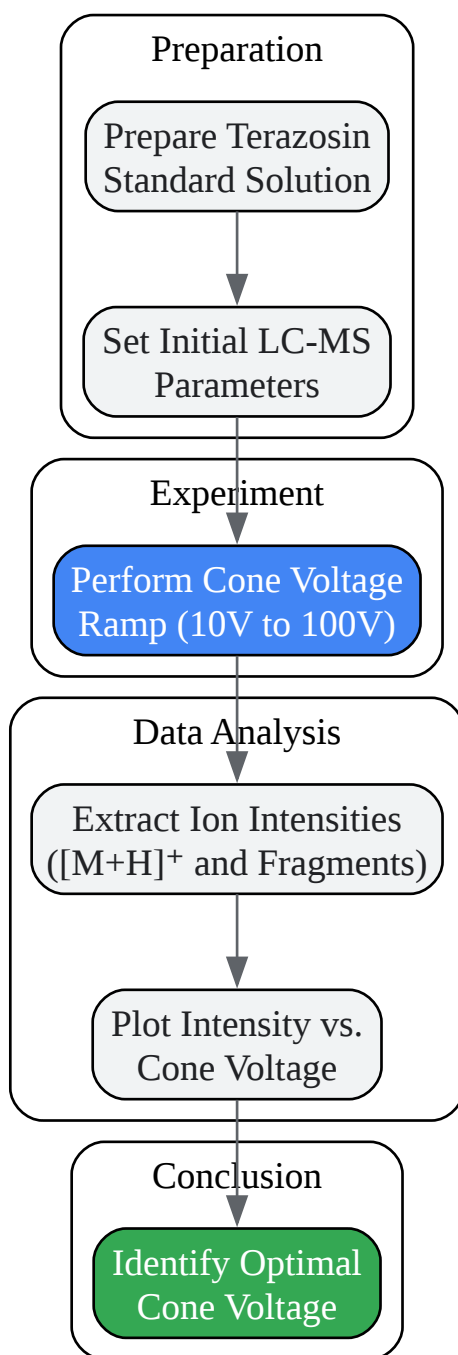 Preparation
Prepare Terazosin
Standard Solution
Set Initial LC-MS
Parameters
Experiment
Perform Cone Voltage
Ramp (10V to 100V)
Data Analysis
Extract Ion Intensities
([M+H]⁺ and Fragments)
Plot Intensity vs.
Cone Voltage
Conclusion
Identify Optimal
Cone Voltage